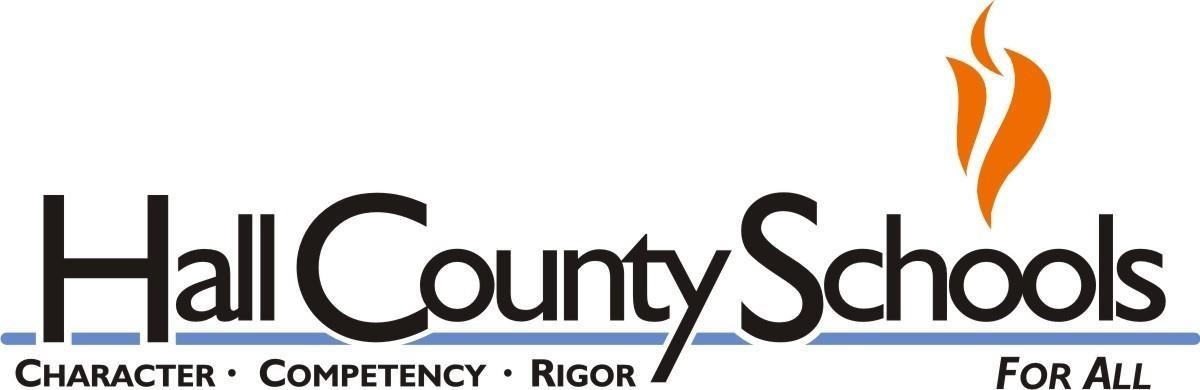 Hall County Schools
CHARACTER · COMPETENCY · RIGOR FOR ALL